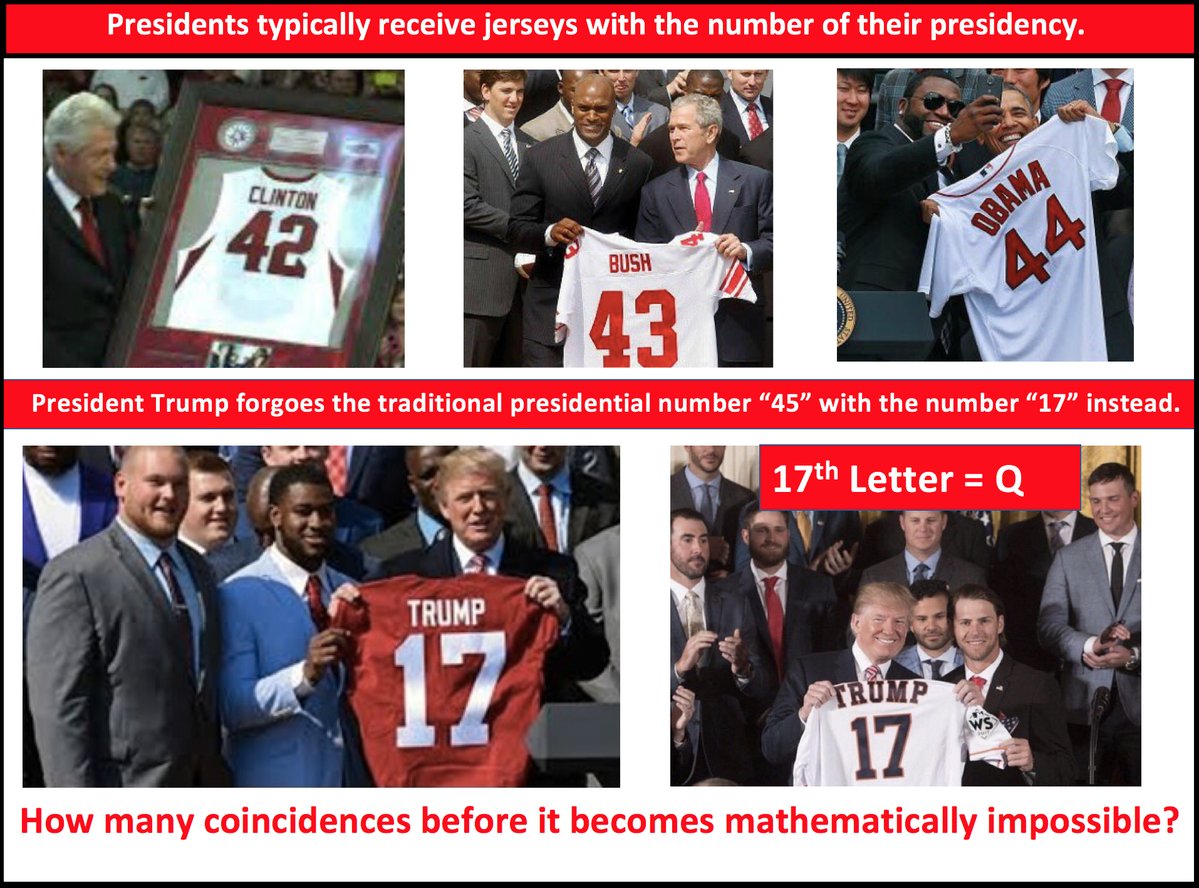 Presidents typically receive jerseys with the number of their presidency.
CLINTON
42
BUSH
43
OBAMA
44
President Trump forgoes the traditional presidential number “45” with the number “17” instead.
TRUMP
17
17th Letter = Q
TRUMP
17
WS
How many coincidences before it becomes mathematically impossible?